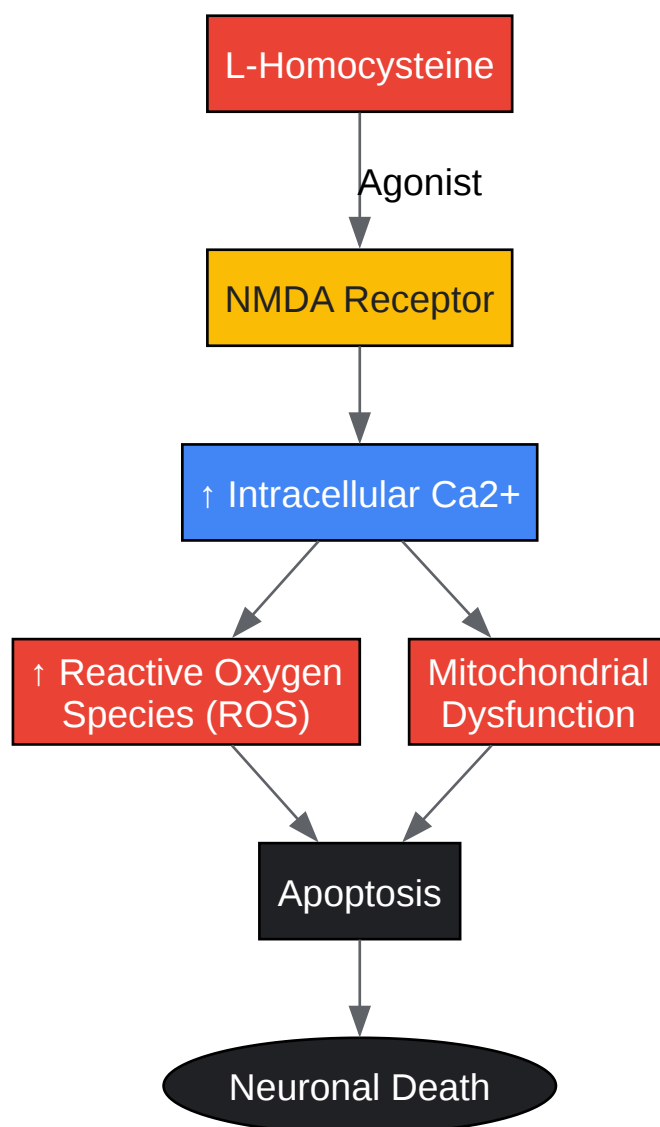 L-Homocysteine
Agonist
NMDA Receptor
↑ Intracellular Ca2+
↑ Reactive Oxygen
Species (ROS)
Mitochondrial
Dysfunction
Apoptosis
Neuronal Death